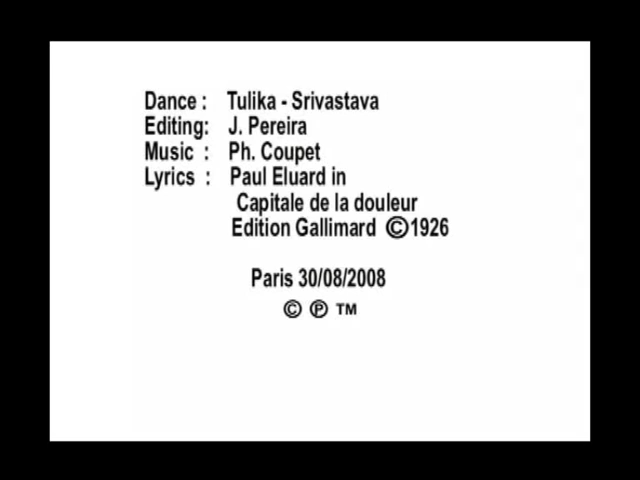 Dance : Tulika - Srivastava
Editing: J. Pereira
Music : Ph. Coupet
Lyrics : Paul Eluard in
Capitale de la douleur
Edition Gallimard ©1926
Paris 30/08/2008
© ℗ ™